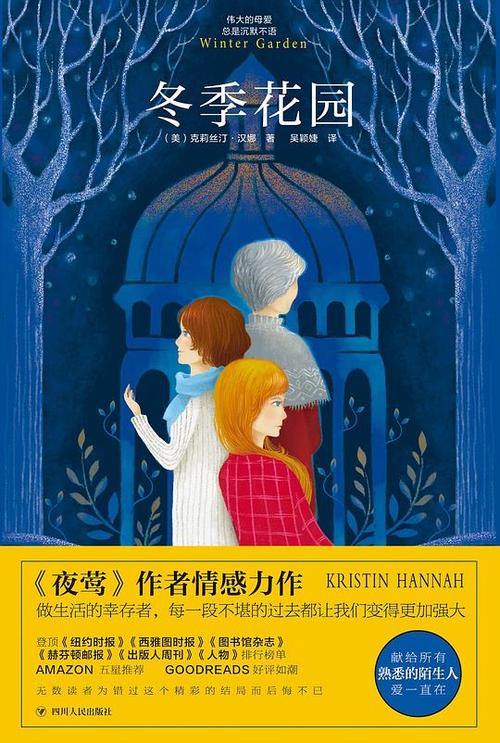 伟大的母爱
总是沉默不语
Winter Garden
冬季花园
（美）克莉丝汀·汉娜 著 吴颖婕 译
《夜莺》作者情感力作 KRISTIN HANNAH
做生活的幸存者，每一段不堪的过去都让我们变得更加强大
登顶《纽约时报》《西雅图时报》《图书馆杂志》
《赫芬顿邮报》《出版人周刊》《人物》排行榜单
AMAZON 五星推荐 GOODREADS 好评如潮
无数读者为错过这个精彩的结局而后悔不已
四川人民出版社
献给所有
熟悉的陌生人
爱一直在